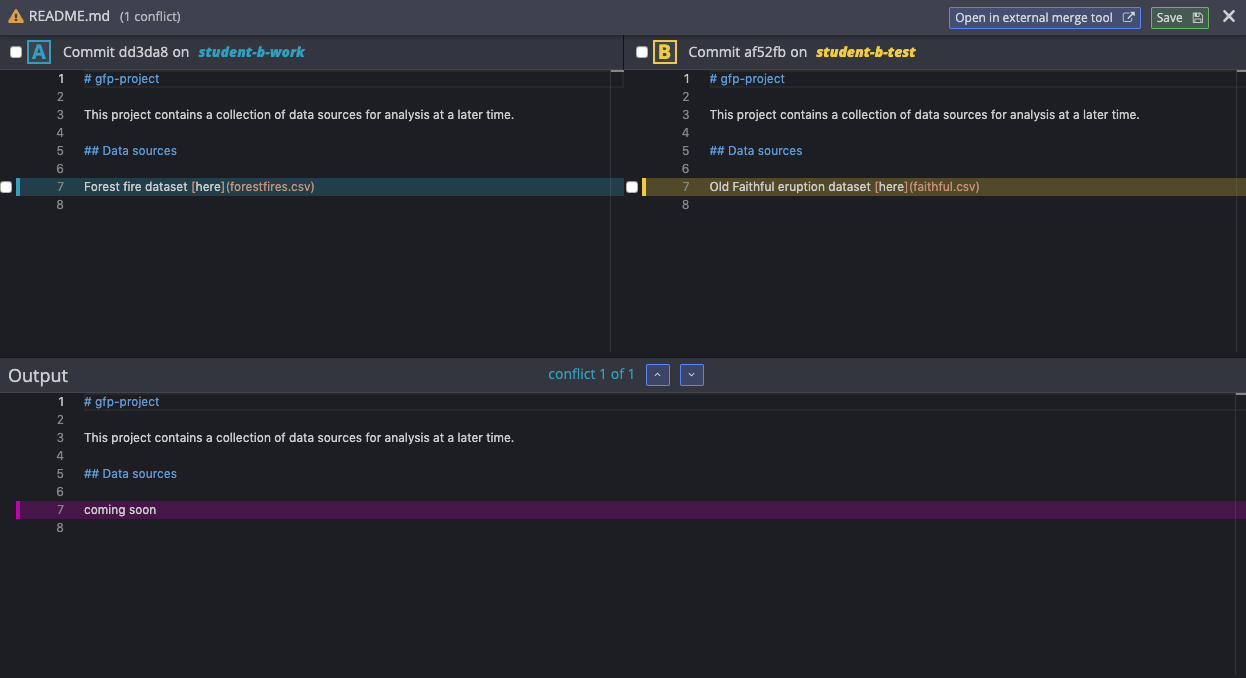 README.md (1 conflict) Open in external merge tool Save
A Commit dd3da8 on student-b-work
1 # gfp-project
2
3 This project contains a collection of data sources for analysis at a later time.
4
5 ## Data sources
6
7 Forest fire dataset [here](forestfires.csv)
8
B Commit af52fb on student-b-test
1 # gfp-project
2
3 This project contains a collection of data sources for analysis at a later time.
4
5 ## Data sources
6
7 Old Faithful eruption dataset [here](faithful.csv)
8
Output conflict 1 of 1
1 # gfp-project
2
3 This project contains a collection of data sources for analysis at a later time.
4
5 ## Data sources
6
7 coming soon
8